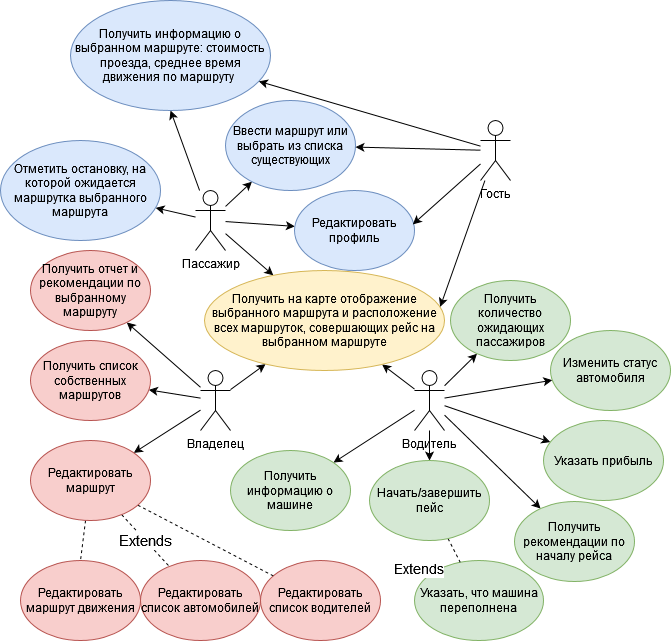 Получить информацию о
выбранном маршруте: стоимость
проезда, среднее время
движения по маршруту
Ввести маршрут или
выбрать из списка
существующих
Гость
Отметить остановку, на
которой ожидается
маршрутка выбранного
маршрута
Редактировать
профиль
Пассажир
Получить отчет и
рекомендации по
выбранному
маршруту
Получить на карте отображение
выбранного маршрута и расположение
всех маршруток, совершающих рейс на
выбранном маршруте
Получить
количество
ожидающих
пассажиров
Получить список
собственных
маршрутов
Изменить статус
автомобиля
Владелец
Водитель
Редактировать
маршрут
Получить
информацию о
машине
Начать/завершить
рейс
Указать прибыль
Получить
рекомендации по
началу рейса
Extends
Extends
Редактировать
маршрут движения
Редактировать
список автомобилей
Редактировать
список водителей
Указать, что машина
переполнена